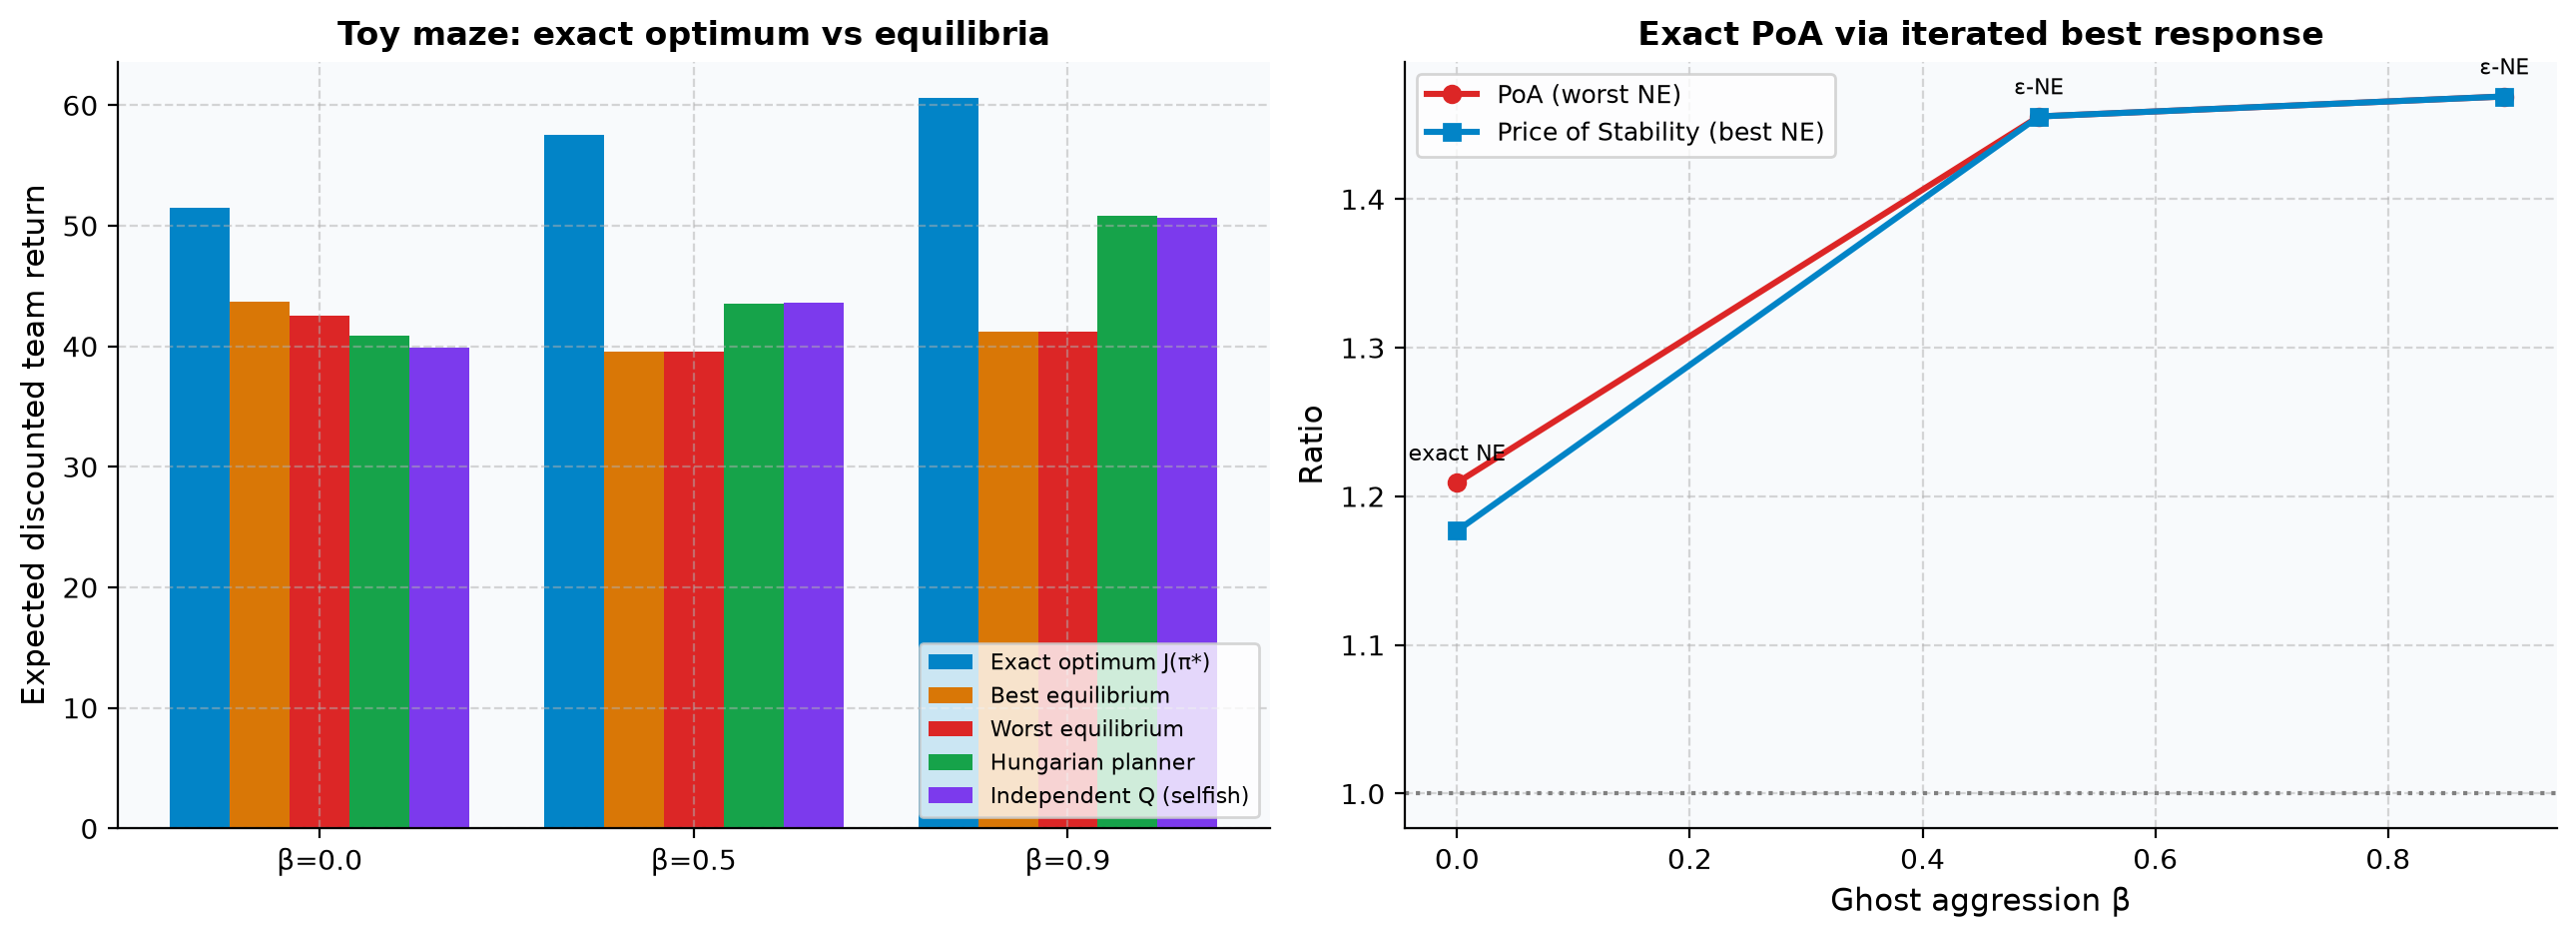 Toy maze: exact optimum vs equilibria
Expected discounted team return
60
50
40
30
20
10
0
β=0.0
β=0.5
β=0.9
Exact optimum J(π*)
Best equilibrium
Worst equilibrium
Hungarian planner
Independent Q (selfish)
Exact PoA via iterated best response
PoA (worst NE)
Price of Stability (best NE)
ε-NE
ε-NE
exact NE
Ratio
1.4
1.3
1.2
1.1
1.0
0.0
0.2
0.4
0.6
0.8
Ghost aggression β